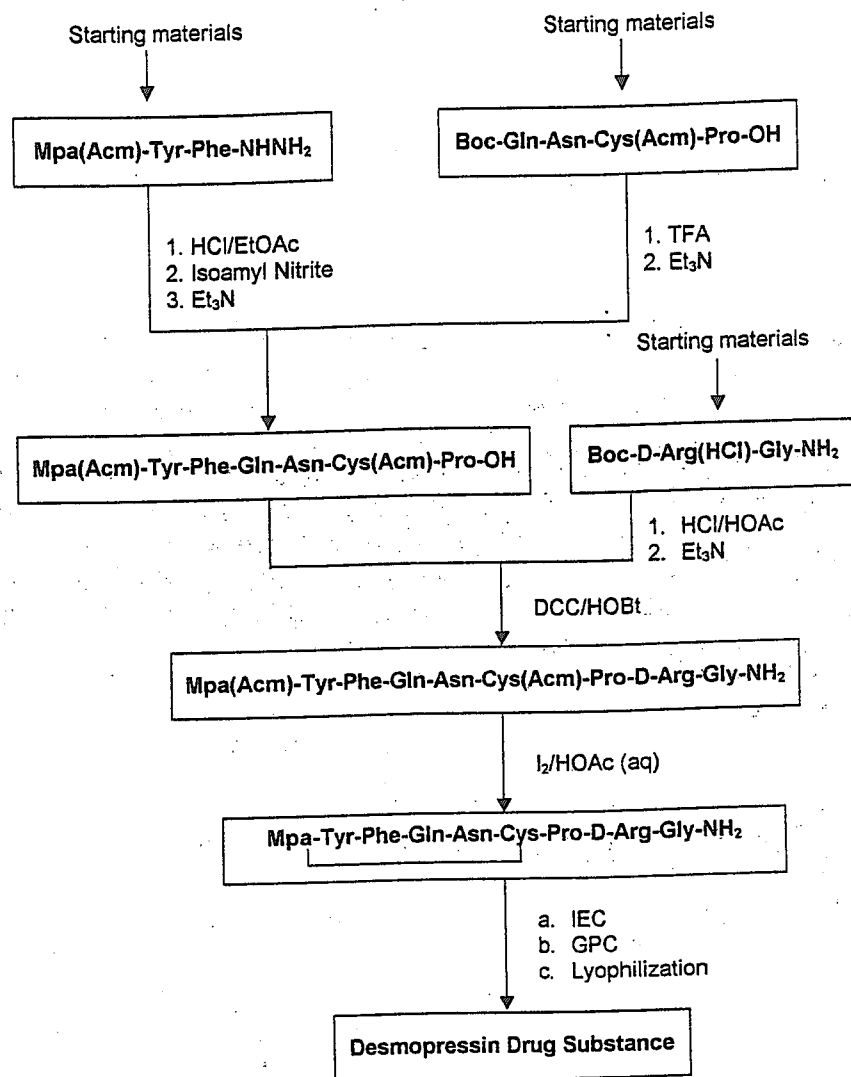 Starting materials
Starting materials
Mpa(Acm)-Tyr-Phe-NHNH₂
Boc-Gln-Asn-Cys(Acm)-Pro-OH
1. HCl/EtOAc
2. Isoamyl Nitrite
3. Et₃N
1. TFA
2. Et₃N
Starting materials
Mpa(Acm)-Tyr-Phe-Gln-Asn-Cys(Acm)-Pro-OH
Boc-D-Arg(HCl)-Gly-NH₂
1. HCl/HOAc
2. Et₃N
DCC/HOBt
Mpa(Acm)-Tyr-Phe-Gln-Asn-Cys(Acm)-Pro-D-Arg-Gly-NH₂
I₂/HOAc (aq)
Mpa-Tyr-Phe-Gln-Asn-Cys-Pro-D-Arg-Gly-NH₂
a. IEC
b. GPC
c. Lyophilization
Desmopressin Drug Substance